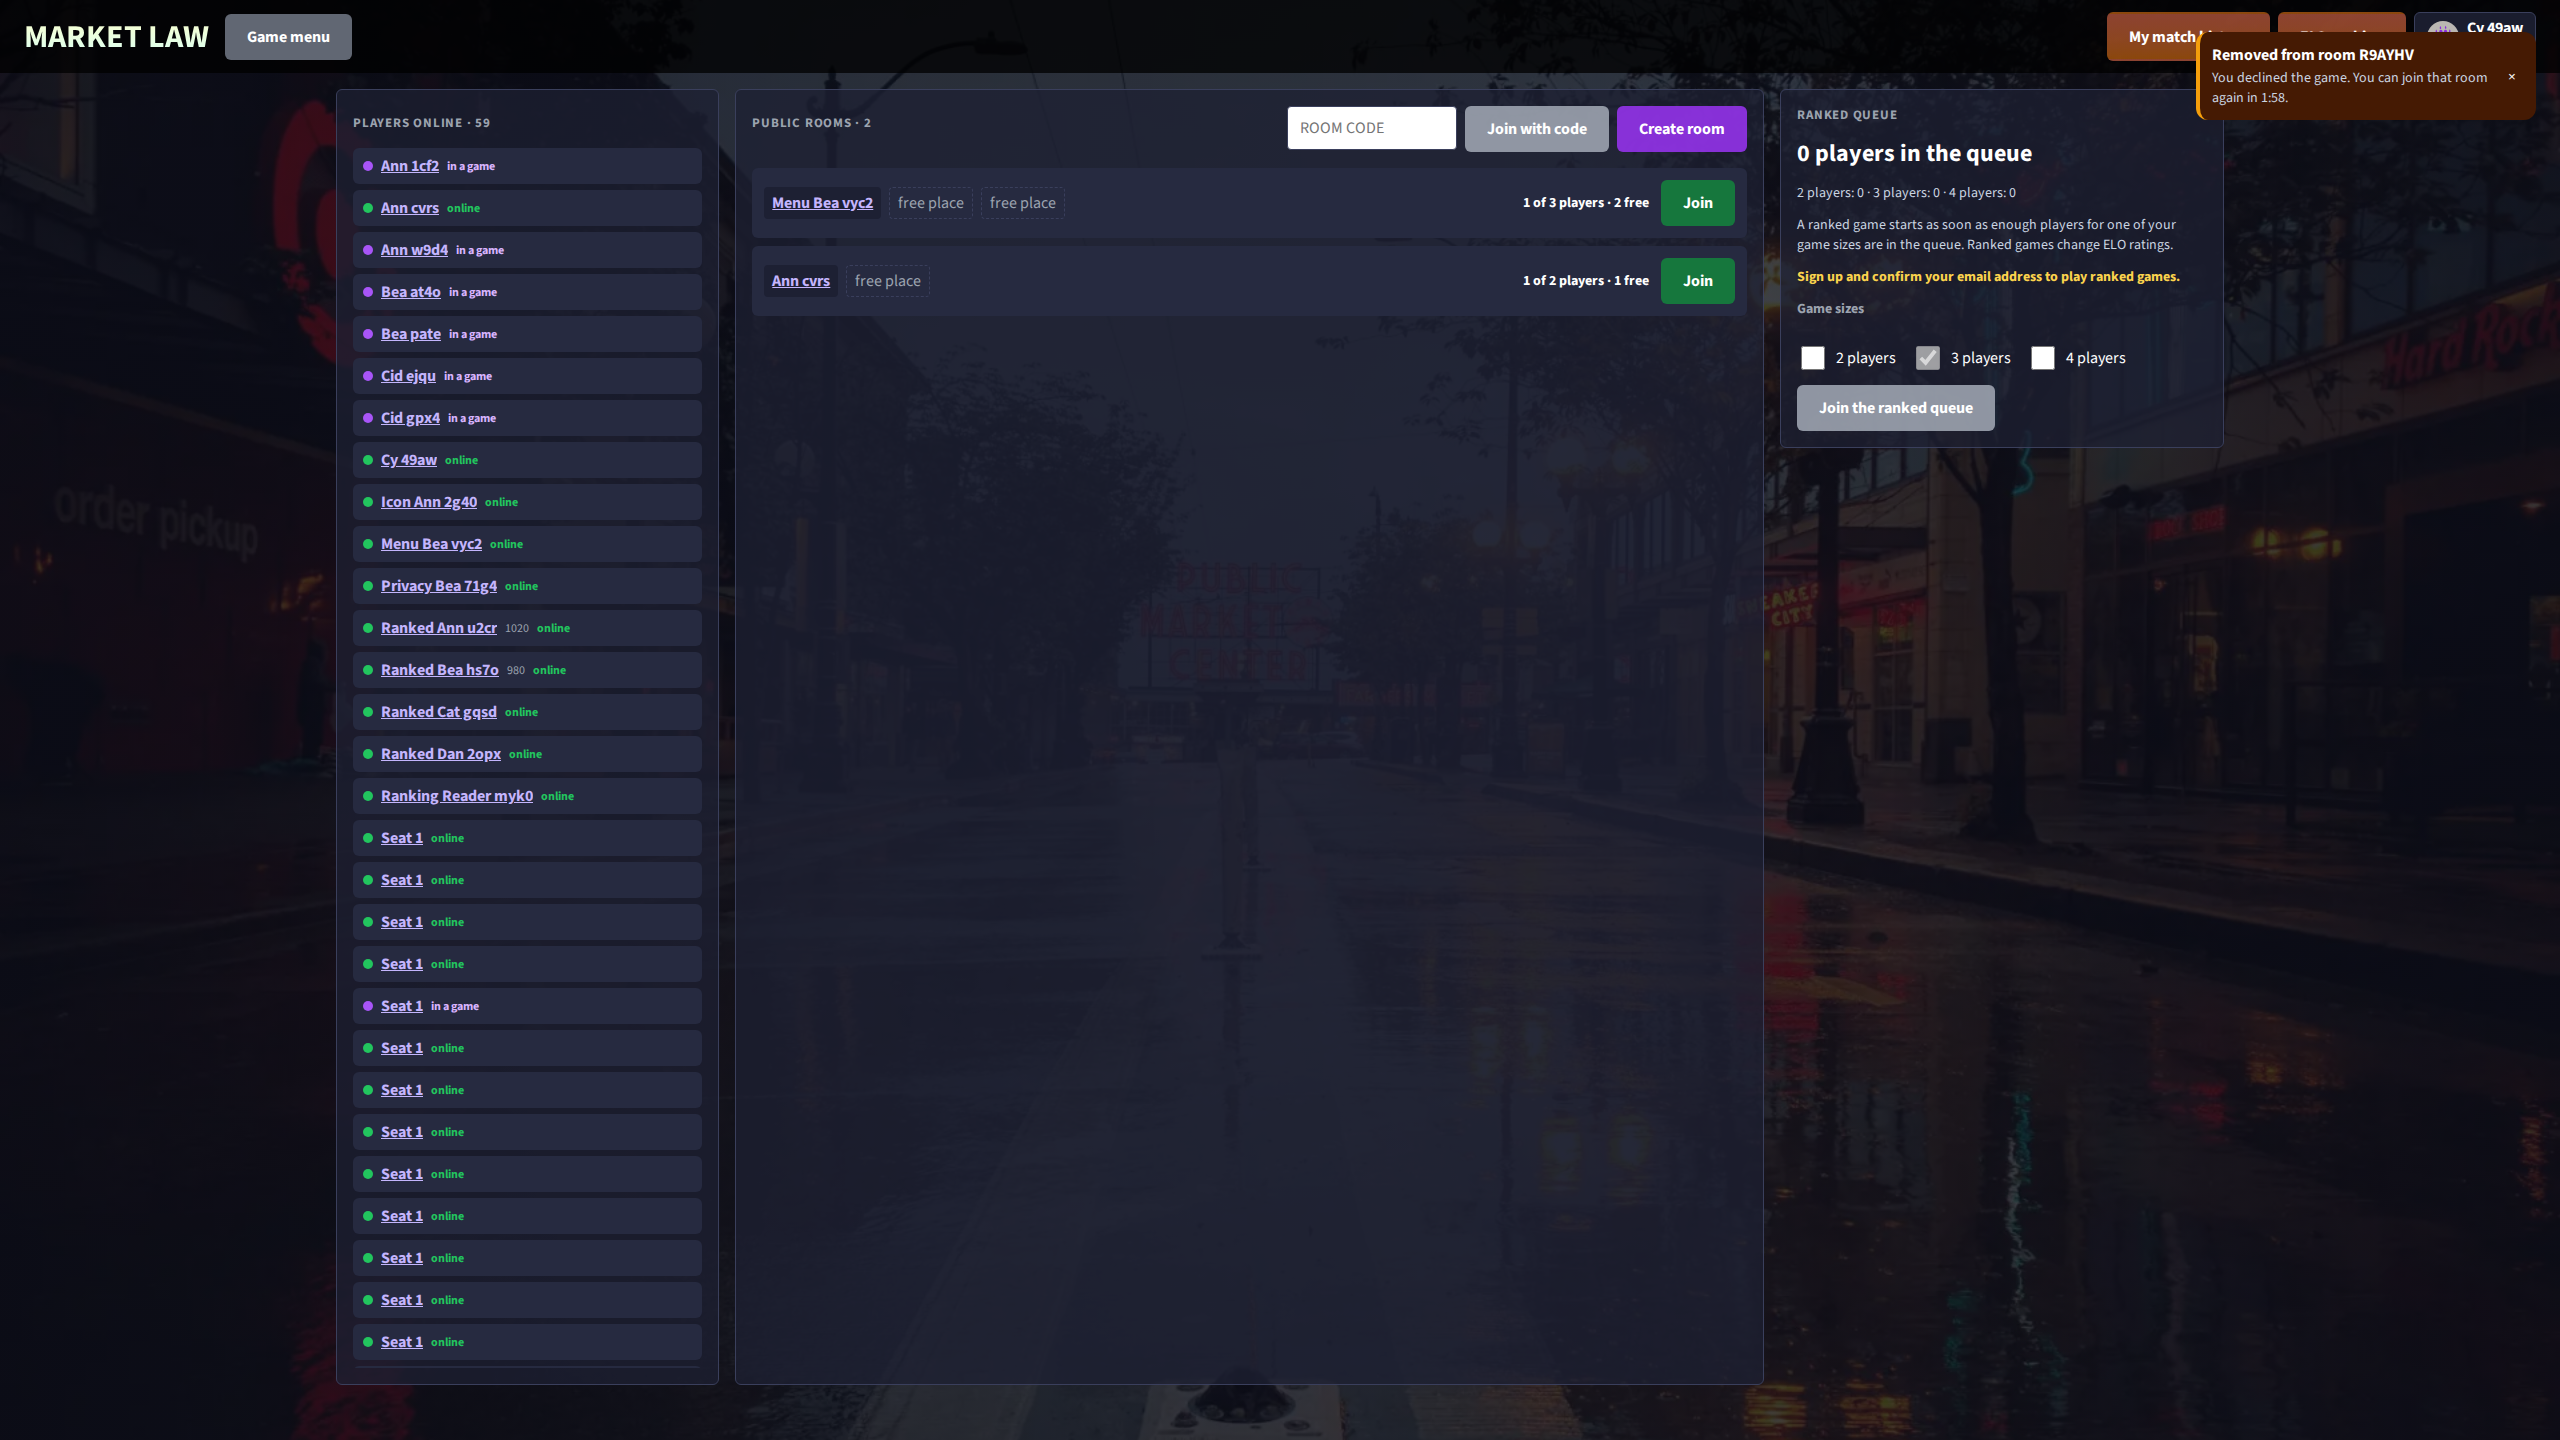 MARKET LAW
Game menu
My match
Cy 49aw
Removed from room R9AYHV
You declined the game. You can join that room
again in 1:58.
×
PLAYERS ONLINE · 59
Ann 1cf2 in a game
Ann cvrs online
Ann w9d4 in a game
Bea at4o in a game
Bea pate in a game
Cid ejqu in a game
Cid gpx4 in a game
Cy 49aw online
Icon Ann 2g40 online
Menu Bea vyc2 online
Privacy Bea 71g4 online
Ranked Ann u2cr 1020 online
Ranked Bea hs7o 980 online
Ranked Cat gqsd online
Ranked Dan 2opx online
Ranking Reader myk0 online
Seat 1 online
Seat 1 online
Seat 1 online
Seat 1 online
Seat 1 in a game
Seat 1 online
Seat 1 online
Seat 1 online
Seat 1 online
Seat 1 online
Seat 1 online
Seat 1 online
Seat 1 online
PUBLIC ROOMS · 2
ROOM CODE
Join with code
Create room
Menu Bea vyc2 free place free place 1 of 3 players · 2 free Join
Ann cvrs free place 1 of 2 players · 1 free Join
RANKED QUEUE
0 players in the queue
2 players: 0 · 3 players: 0 · 4 players: 0
A ranked game starts as soon as enough players for one of your
game sizes are in the queue. Ranked games change ELO ratings.
Sign up and confirm your email address to play ranked games.
Game sizes
2 players 3 players 4 players
Join the ranked queue
order pickup
PUBLIC
MARKET
CENTER
SNEAKER
CITY
Hard Rock